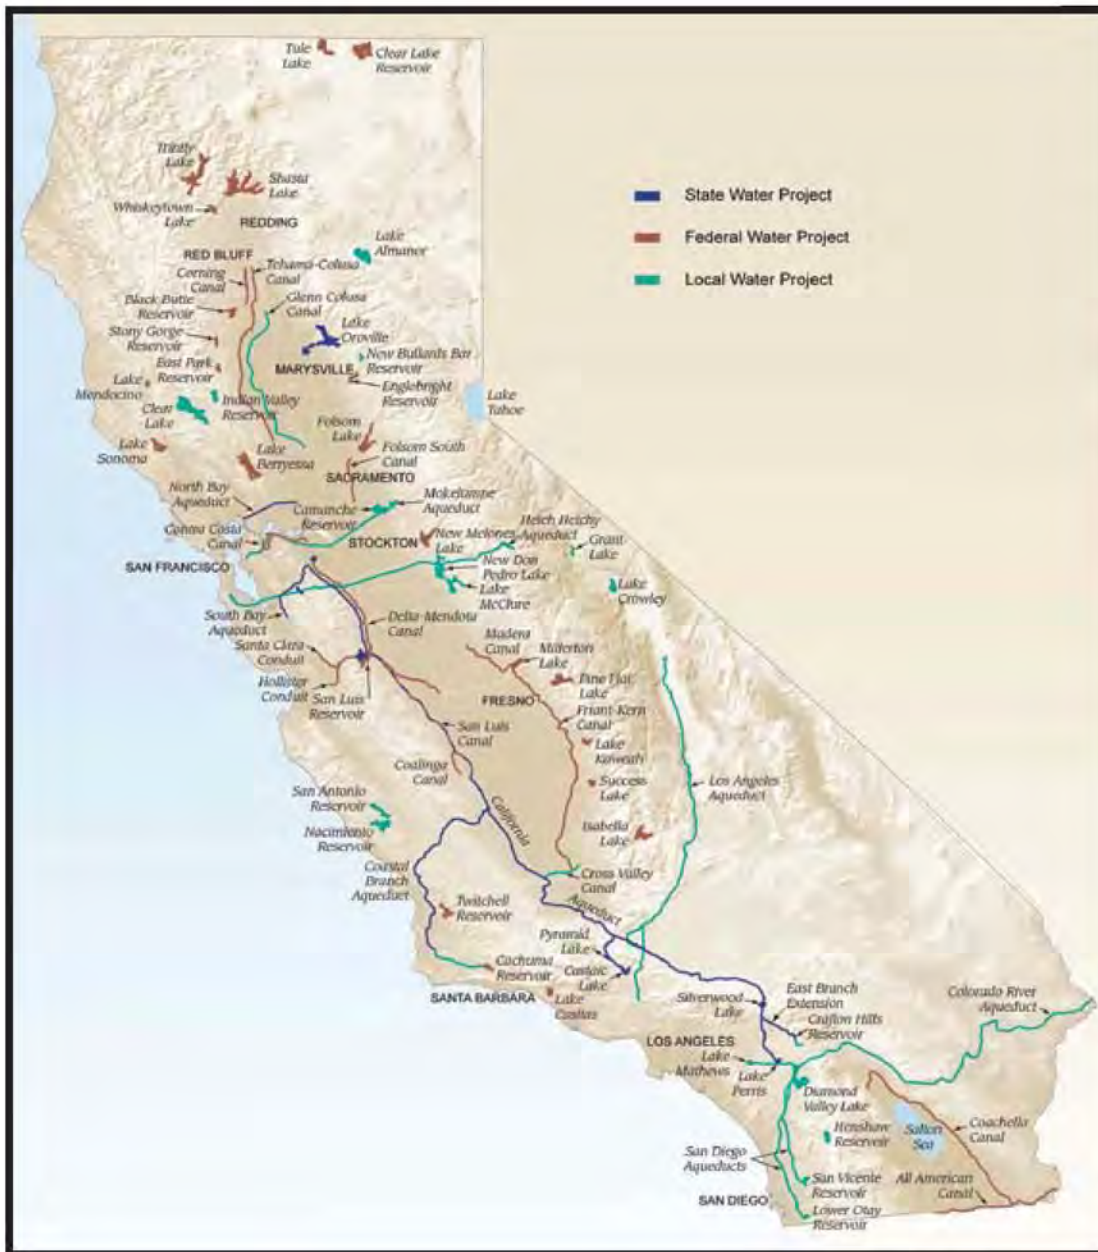 Tule
Lake
Clear Lake
Reservoir
Trinity
Lake
Shasta
Lake
Whiskeytown
Lake
REDDING
State Water Project
Federal Water Project
Local Water Project
Lake
Almanor
RED BLUFF
Tehama-Colusa
Canal
Corning
Canal
Black Butte
Reservoir
Glenn Colusa
Canal
Stony Gorge
Reservoir
Lake
Oroville
East Park
Reservoir
MARYSVILLE
New Bullards Bar
Reservoir
Englebright
Reservoir
Lake
Mendocino
Indian Valley
Reservoir
Clear
Lake
Lake
Tahoe
Folsom
Lake
Lake
Sonoma
Lake
Berryessa
Folsom South
Canal
SACRAMENTO
North Bay
Aqueduct
Camanche
Reservoir
Mokelumne
Aqueduct
Contra Costa
Canal
STOCKTON
New Melones
Lake
Hetch Hetchy
Aqueduct
Grant
Lake
SAN FRANCISCO
New Don
Pedro Lake
Lake
McClure
Lake
Crowley
South Bay
Aqueduct
Delta-Mendota
Canal
Santa Clara
Conduit
Madera
Canal
Millerton
Lake
Hollister
Conduit
San Luis
Reservoir
FRESNO
Pine Flat
Lake
Friant-Kern
Canal
San Luis
Canal
Lake
Kaweah
Coalinga
Canal
Success
Lake
Los Angeles
Aqueduct
San Antonio
Reservoir
Nacimiento
Reservoir
California
Aqueduct
Isabella
Lake
Coastal
Branch
Aqueduct
Cross Valley
Canal
Twitchell
Reservoir
Pyramid
Lake
Cachuma
Reservoir
Castaic
Lake
SANTA BARBARA
Lake
Casitas
Silverwood
Lake
East Branch
Extension
Crafton Hills
Reservoir
Colorado River
Aqueduct
LOS ANGELES
Lake
Mathews
Lake
Perris
Diamond
Valley Lake
Henshaw
Reservoir
Salton
Sea
Coachella
Canal
San Diego
Aqueducts
San Vicente
Reservoir
All American
Canal
SAN DIEGO
Lower Otay
Reservoir